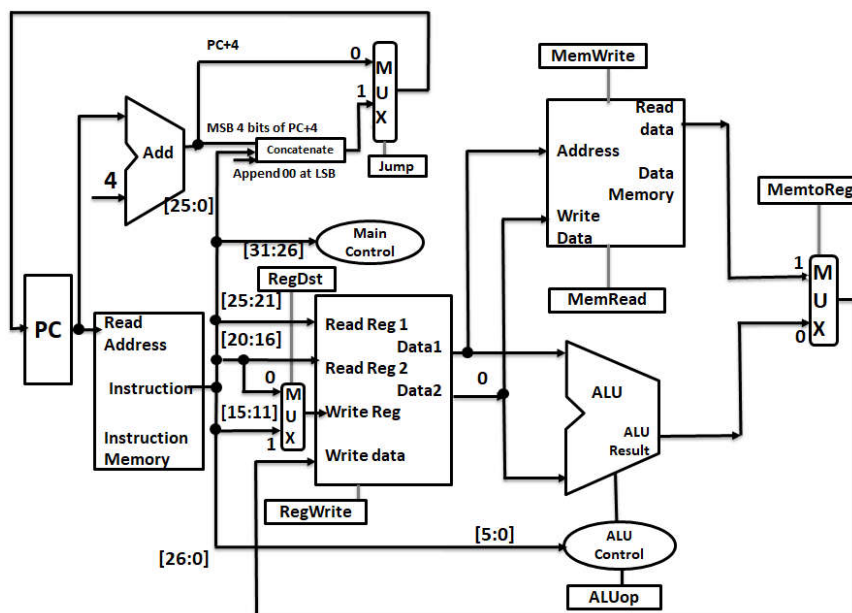 PC+4
0
M
U
X
1
MSB 4 bits of PC+4
Concatenate
Append 00 at LSB
Jump
Add
4
[25:0]
Main
Control
[31:26]
RegDst
[25:21]
PC
Read
Address
Instruction
Instruction
Memory
[20:16]
0
[15:11]
1
M
U
X
Read Reg 1
Data1
Read Reg 2
Data2
Write Reg
Write data
RegWrite
0
[26:0]
[5:0]
MemWrite
Read
data
Address
Data
Memory
Write
Data
MemRead
ALU
ALU
Result
ALU
Control
ALUop
MemtoReg
1
M
U
X
0